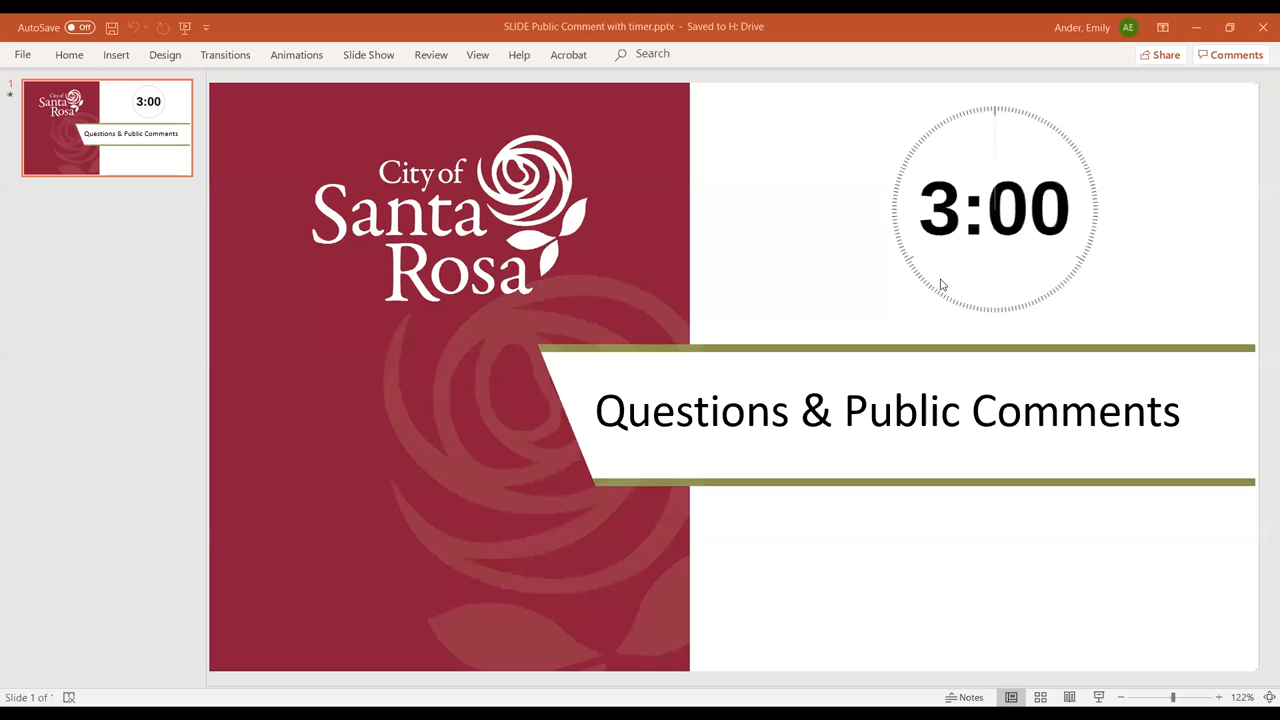 AutoSave Off
SLIDE Public Comment with timer.pptx - Saved to H: Drive
Ander, Emily AE
File Home Insert Design Transitions Slide Show Animations Review View Help Acrobat Search Share Comments
1
City of
Santa
Rosa
3:00
Questions & Public Comments
City of
Santa
Rosa
3:00
Questions & Public Comments
Slide 1 of
Notes
122%